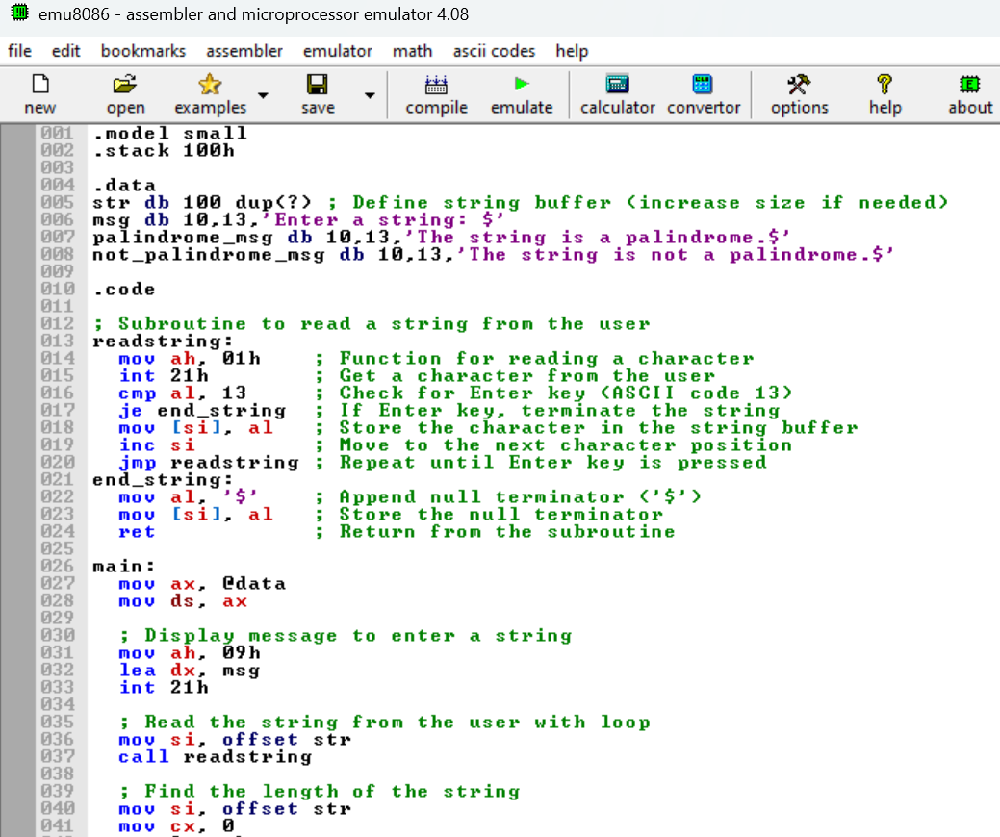 emu8086 - assembler and microprocessor emulator 4.08
file edit bookmarks assembler emulator math ascii codes help
new open examples save compile emulate calculator convertor options help about
001 .model small
002 .stack 100h
003
004 .data
005 str db 100 dup(?) ; Define string buffer (increase size if needed)
006 msg db 10,13,'Enter a string: $'
007 palindrome_msg db 10,13,'The string is a palindrome.$'
008 not_palindrome_msg db 10,13,'The string is not a palindrome.$'
009
010 .code
011
012 ; Subroutine to read a string from the user
013 readstring:
014   mov ah, 01h     ; Function for reading a character
015   int 21h         ; Get a character from the user
016   cmp al, 13      ; Check for Enter key (ASCII code 13)
017   je end_string   ; If Enter key, terminate the string
018   mov [si], al    ; Store the character in the string buffer
019   inc si          ; Move to the next character position
020   jmp readstring  ; Repeat until Enter key is pressed
021 end_string:
022   mov al, '$'     ; Append null terminator ('$')
023   mov [si], al    ; Store the null terminator
024   ret             ; Return from the subroutine
025
026 main:
027   mov ax, @data
028   mov ds, ax
029
030   ; Display message to enter a string
031   mov ah, 09h
032   lea dx, msg
033   int 21h
034
035   ; Read the string from the user with loop
036   mov si, offset str
037   call readstring
038
039   ; Find the length of the string
040   mov si, offset str
041   mov cx, 0